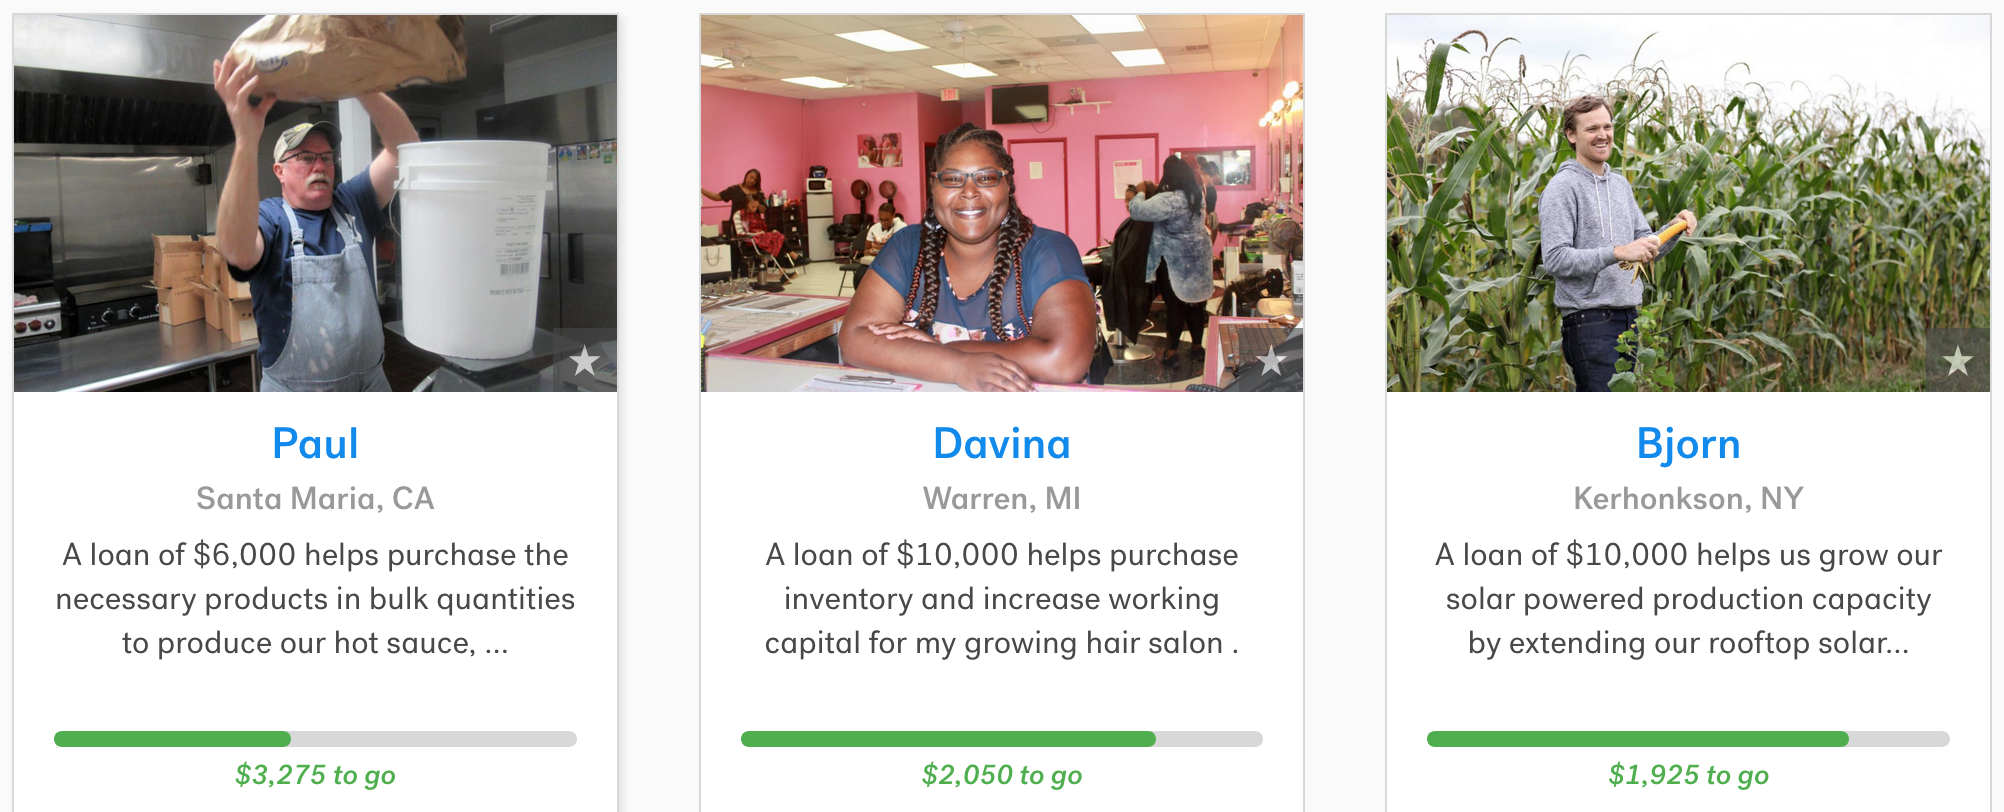 Paul
Santa Maria, CA
A loan of $6,000 helps purchase the
necessary products in bulk quantities
to produce our hot sauce, ...
$3,275 to go
Davina
Warren, MI
A loan of $10,000 helps purchase
inventory and increase working
capital for my growing hair salon .
$2,050 to go
Bjorn
Kerhonkson, NY
A loan of $10,000 helps us grow our
solar powered production capacity
by extending our rooftop solar...
$1,925 to go